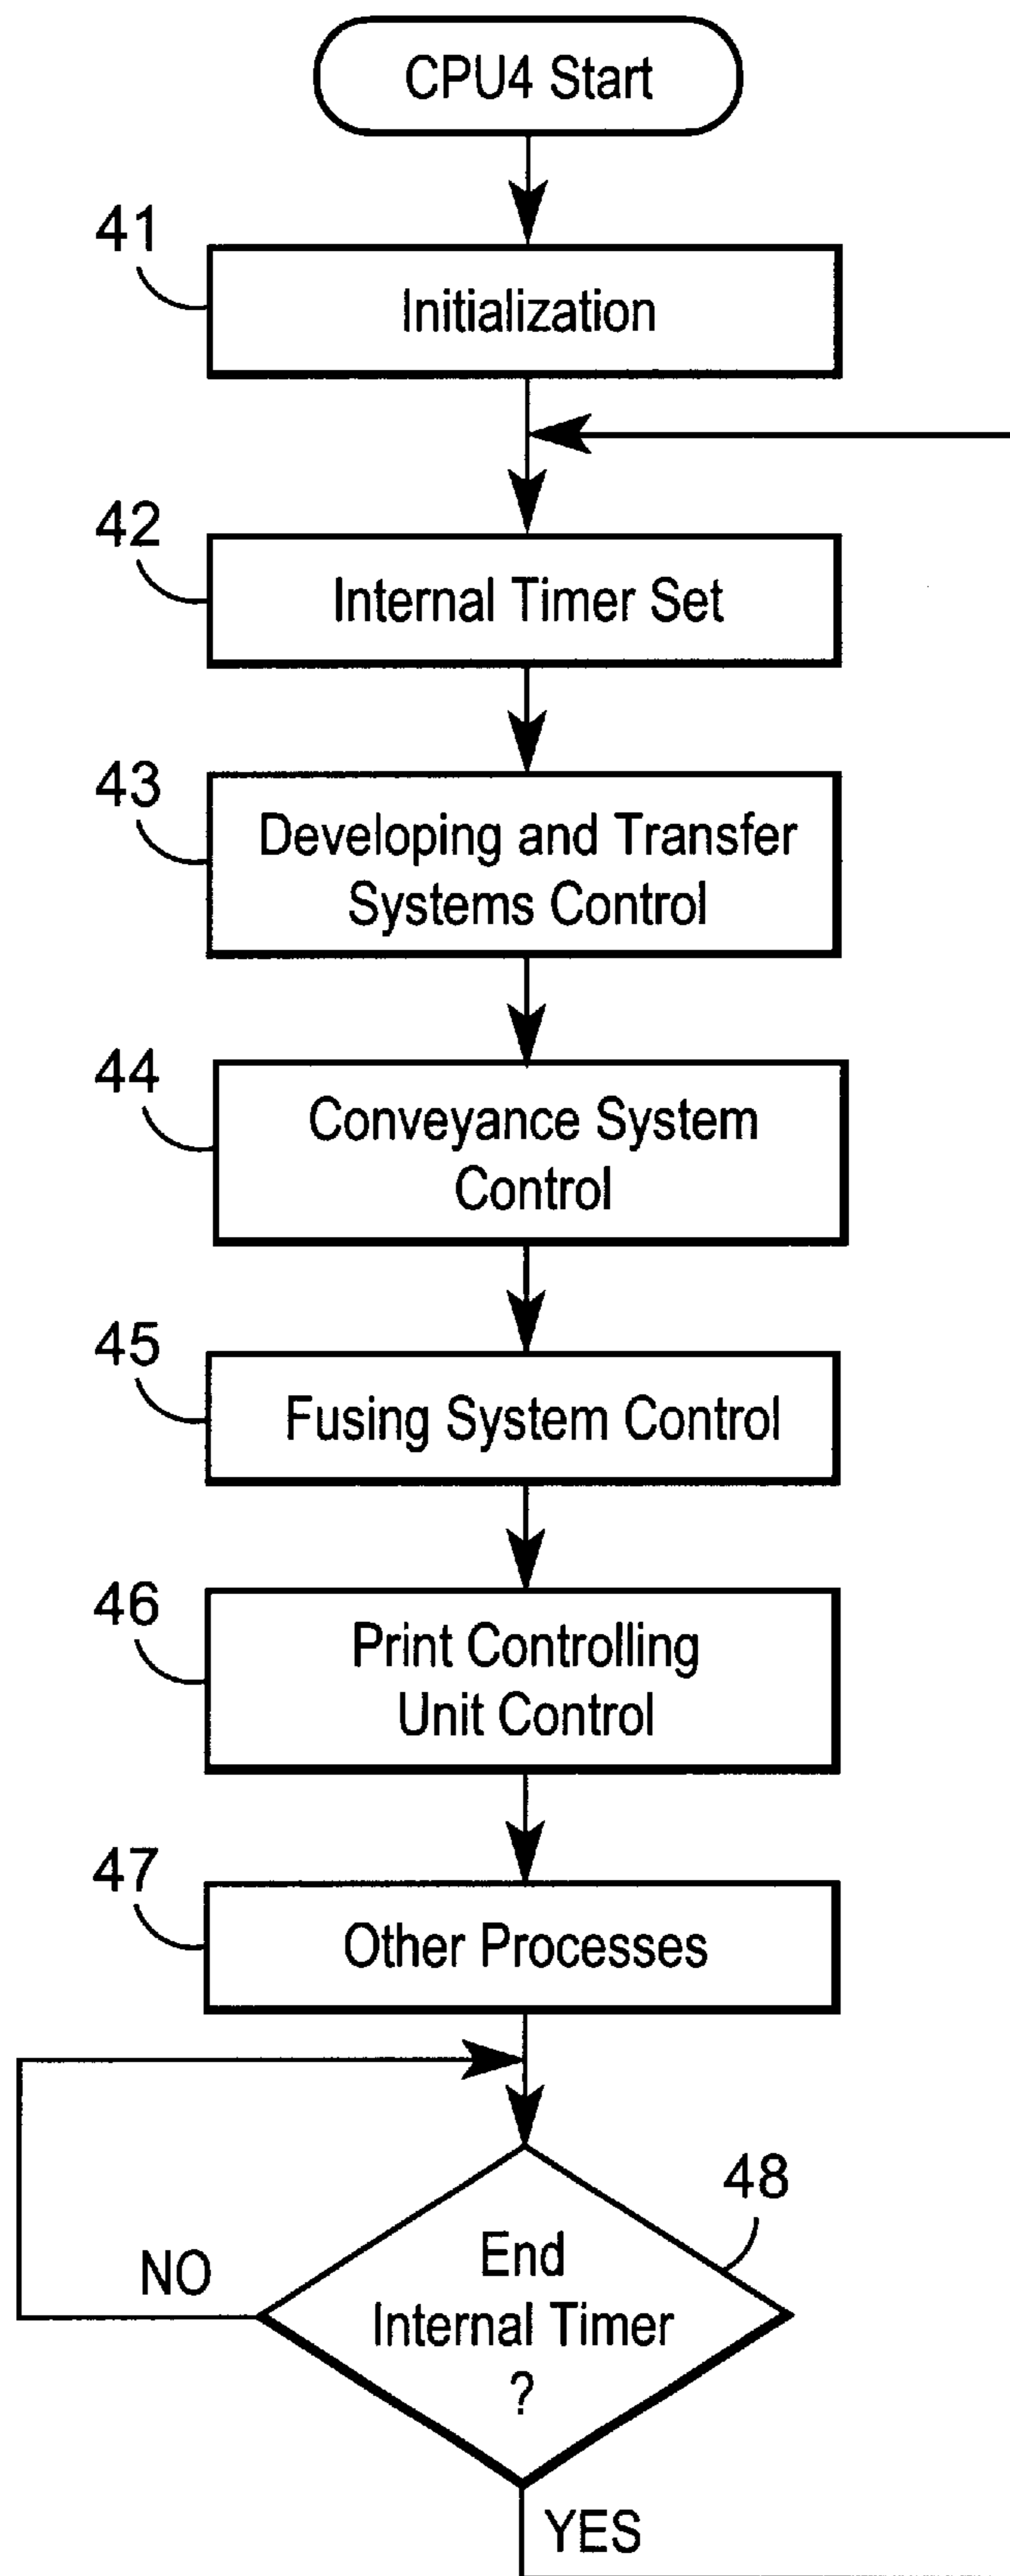 CPU4 Start
41
Initialization
42
Internal Timer Set
43
Developing and Transfer
Systems Control
44
Conveyance System
Control
45
Fusing System Control
46
Print Controlling
Unit Control
47
Other Processes
48
End
Internal Timer
?
NO
YES